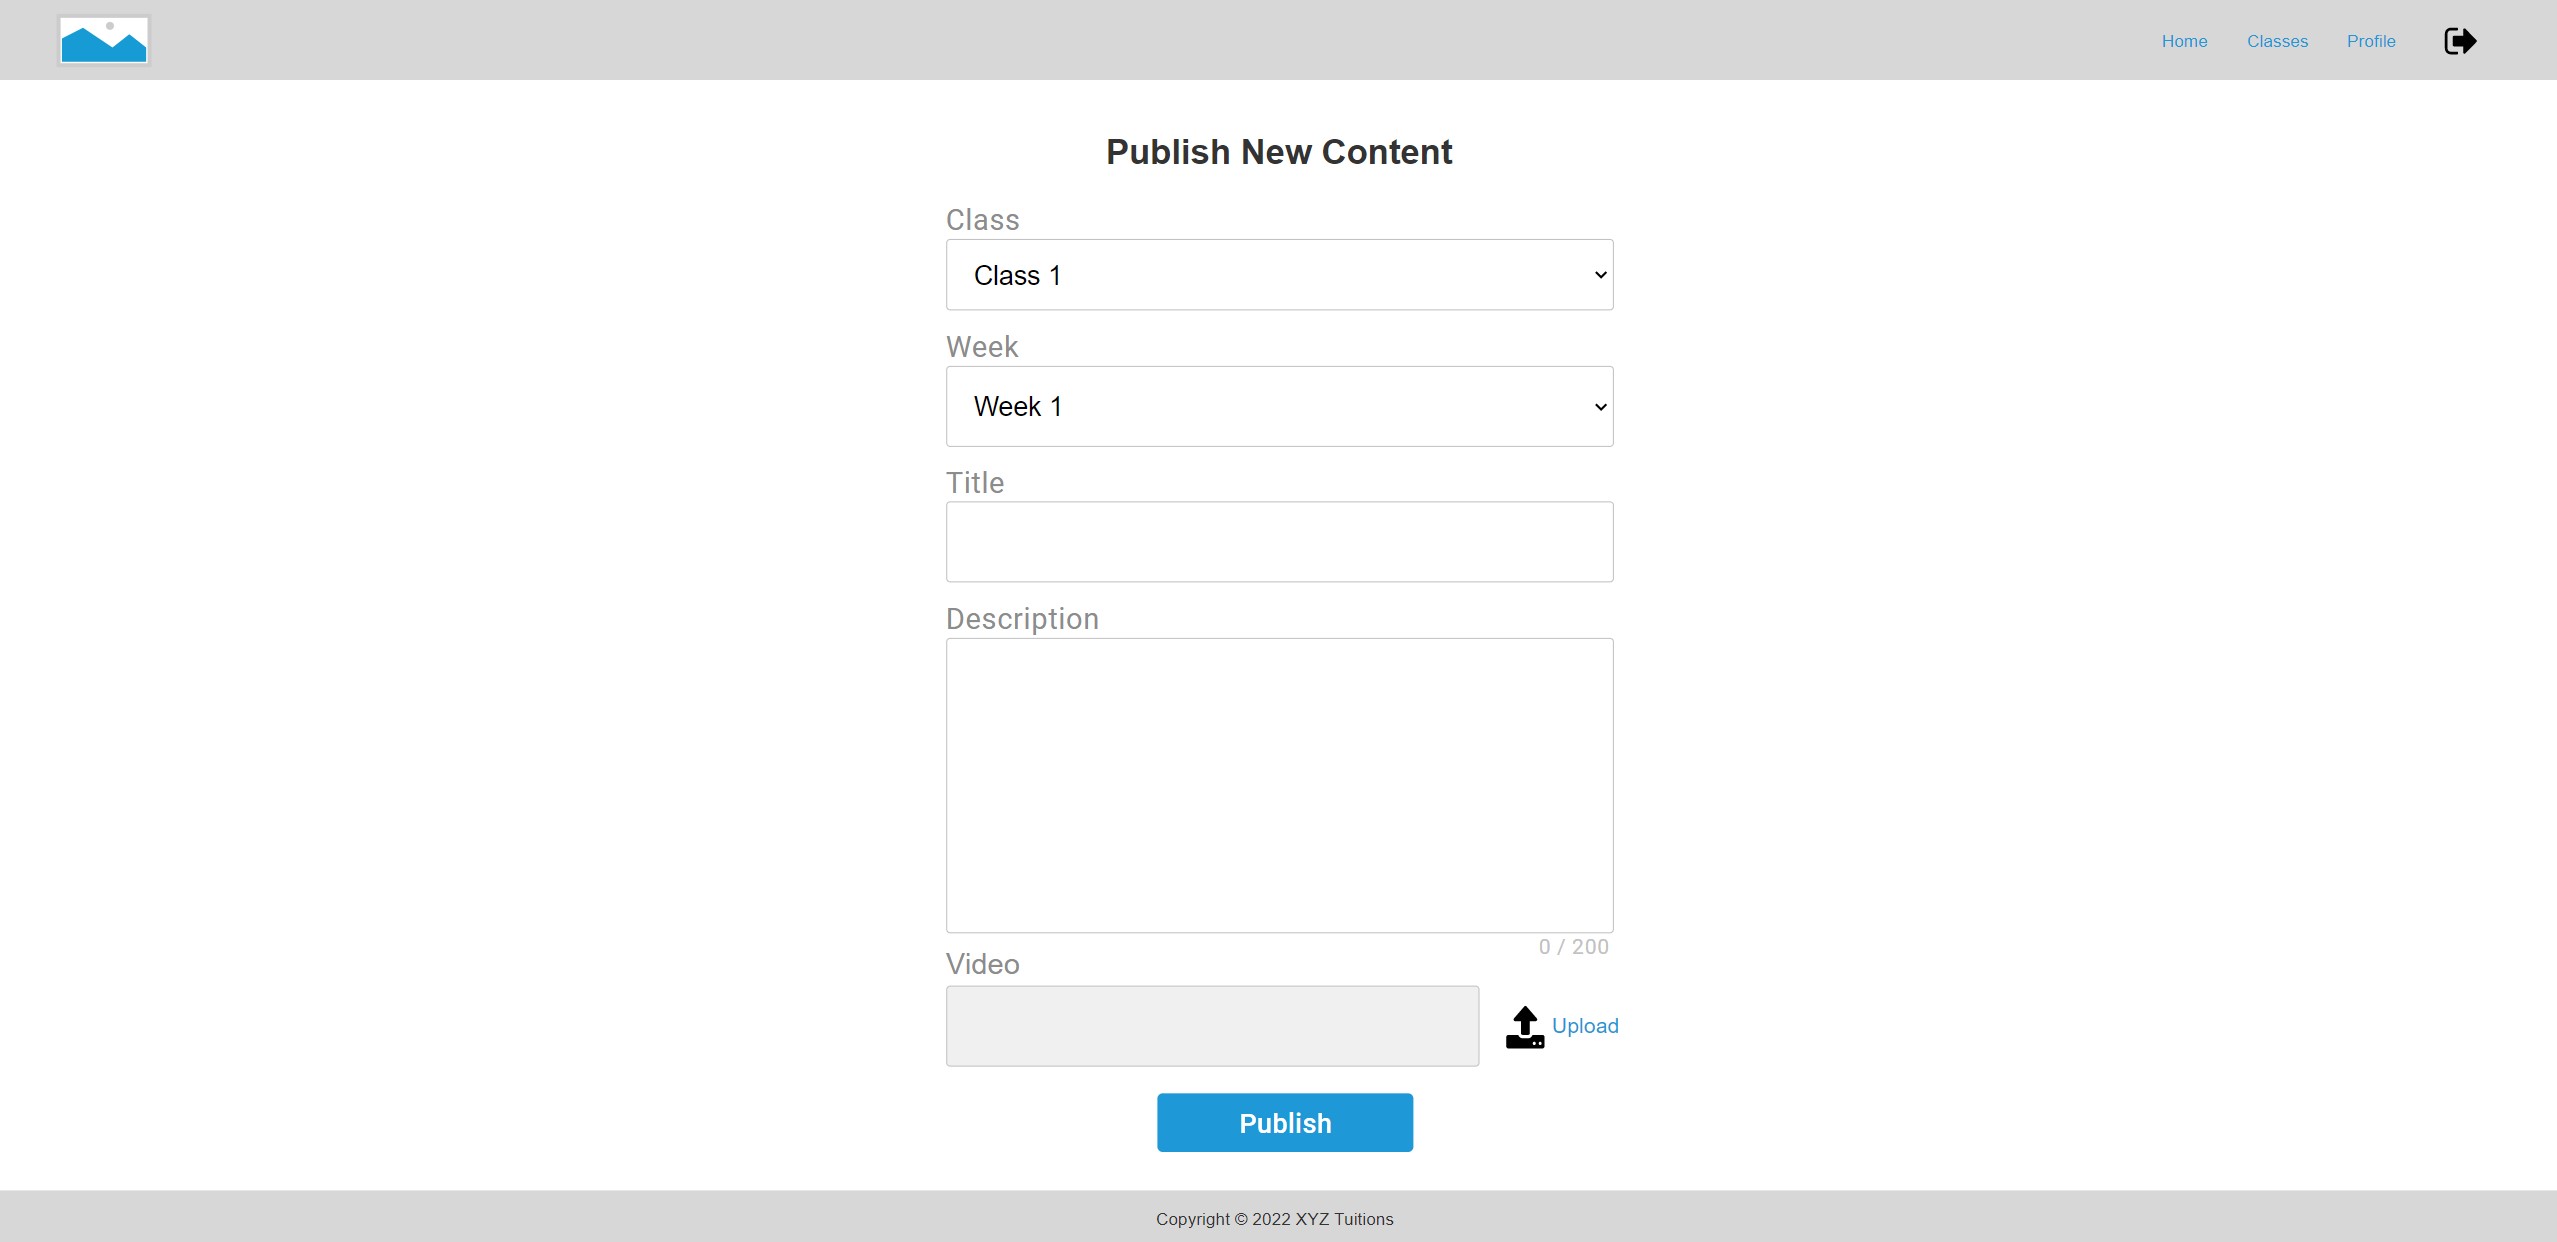 Home Classes Profile
Publish New Content
Class
Class 1
Week
Week 1
Title
Description
0 / 200
Video
Upload
Publish
Copyright © 2022 XYZ Tuitions